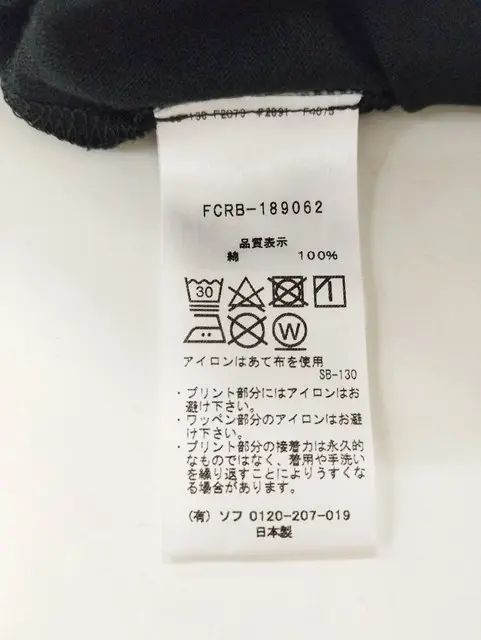 FCRB-189062
品質表示
綿 100%
30
W
アイロンはあて布を使用
SB-130
・プリント部分にはアイロンはお
避け下さい。
・ワッペン部分のアイロンはお避
け下さい。
・プリント部分の接着力は永久的
なものではなく、着用や手洗い
を繰り返すことによりうすくな
る場合があります。
(有) ソフ 0120-207-019
日本製